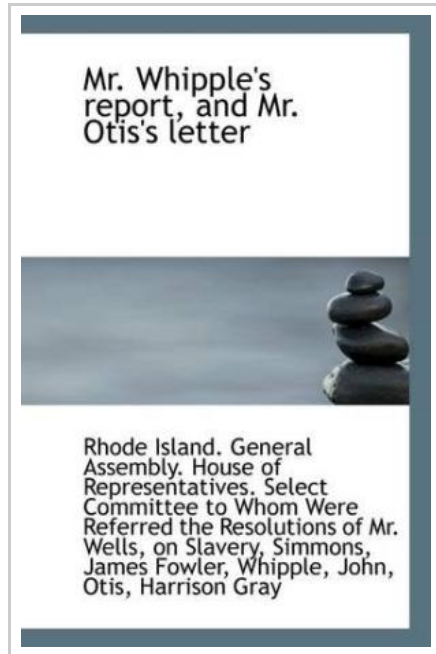 Mr. Whipple's
report, and Mr.
Otis's letter
Rhode Island. General
Assembly. House of
Representatives. Select
Committee to Whom Were
Referred the Resolutions of Mr.
Wells, on Slavery, Simmons,
James Fowler, Whipple, John,
Otis, Harrison Gray